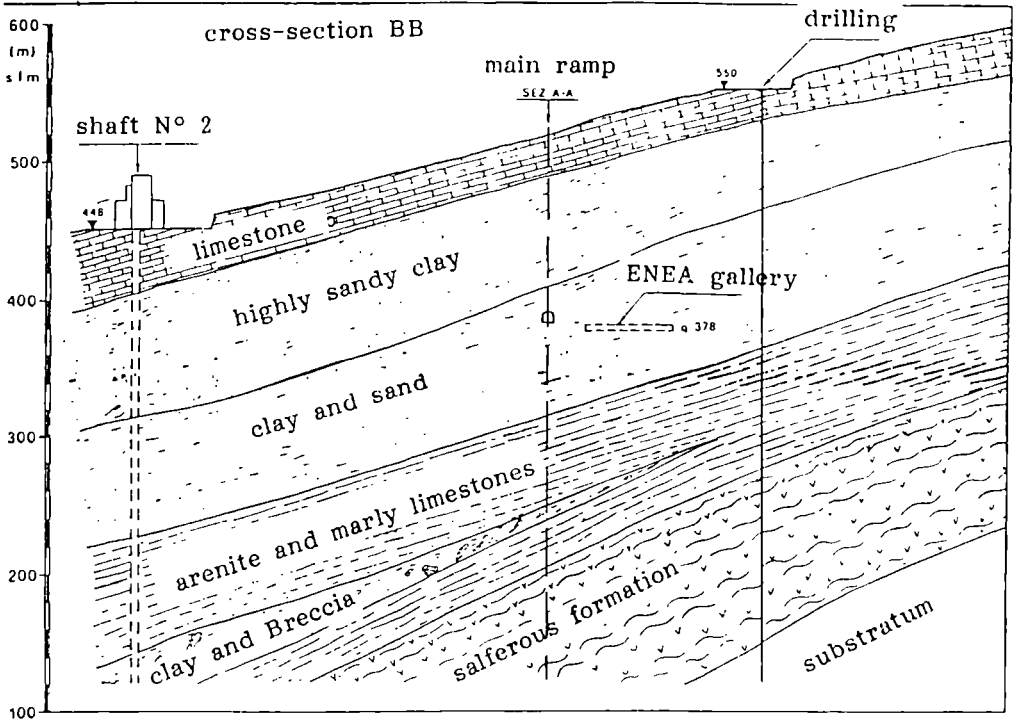 600
(m)
slm
500
400
300
200
100
cross-section BB
drilling
main ramp
SEZ A-A
550
shaft N° 2
448
limestone
highly sandy clay
ENEA gallery
q 378
clay and sand
arenite and marly limestones
clay and Breccia
salferous formation
substratum